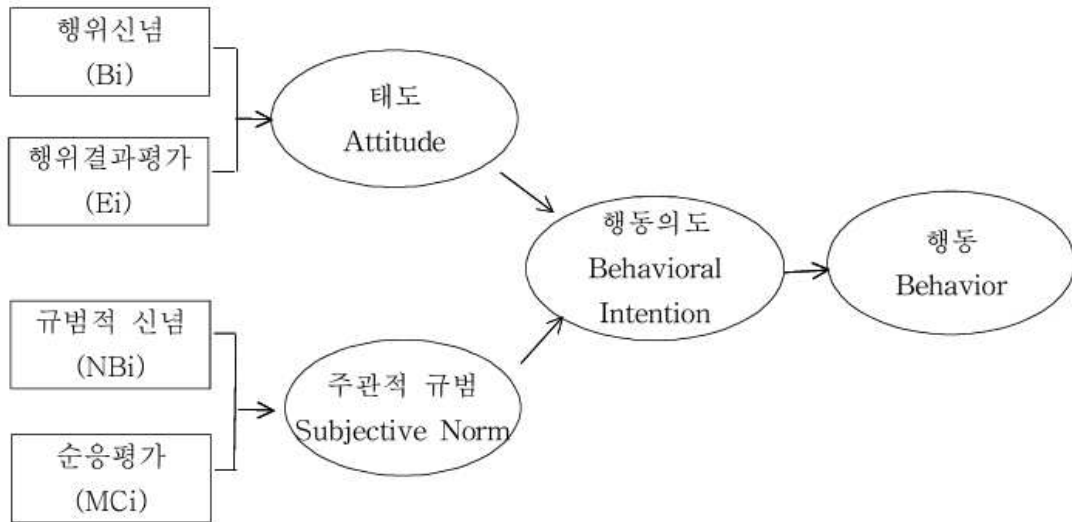 행위신념
(Bi)
행위결과평가
(Ei)
태도
Attitude
규범적 신념
(NBi)
순응평가
(MCi)
주관적 규범
Subjective Norm
행동의도
Behavioral
Intention
행동
Behavior